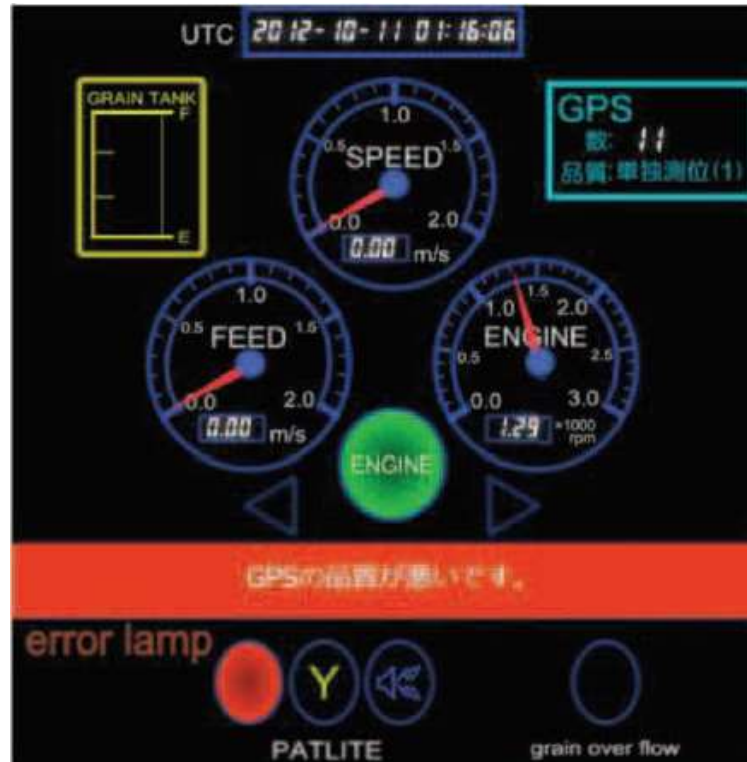 UTC 2012-10-11 01:16:06
GRAIN TANK
F
E
GPS
数: 11
品質:単独測位(1)
0.0 0.5 1.0 1.5 2.0
SPEED
0.00 m/s
0.0 0.5 1.0 1.5 2.0
FEED
0.00 m/s
0.0 0.5 1.0 1.5 2.0 2.5 3.0
ENGINE
1.29 ×1000 rpm
ENGINE
GPSの品質が悪いです。
error lamp
Y
PATLITE
grain over flow